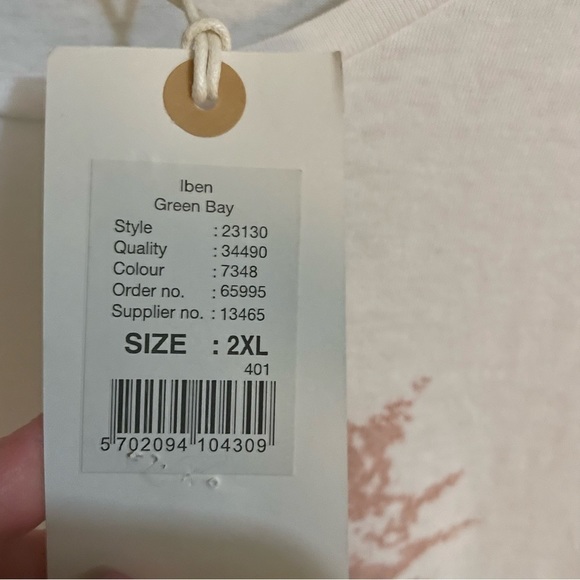 Iben
Green Bay
Style : 23130
Quality : 34490
Colour : 7348
Order no. : 65995
Supplier no. : 13465
SIZE : 2XL
401
5 702094 104309